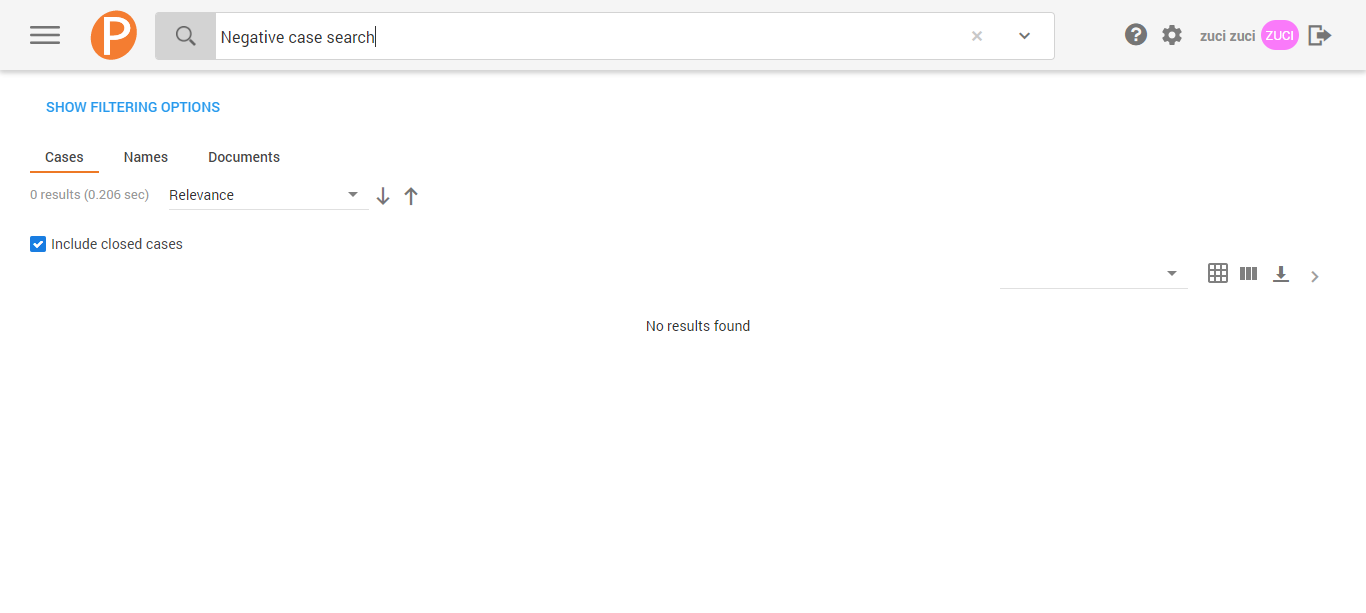 P
Negative case search
zuci zuci
ZUCI
SHOW FILTERING OPTIONS
Cases
Names
Documents
0 results (0.206 sec)
Relevance
Include closed cases
No results found